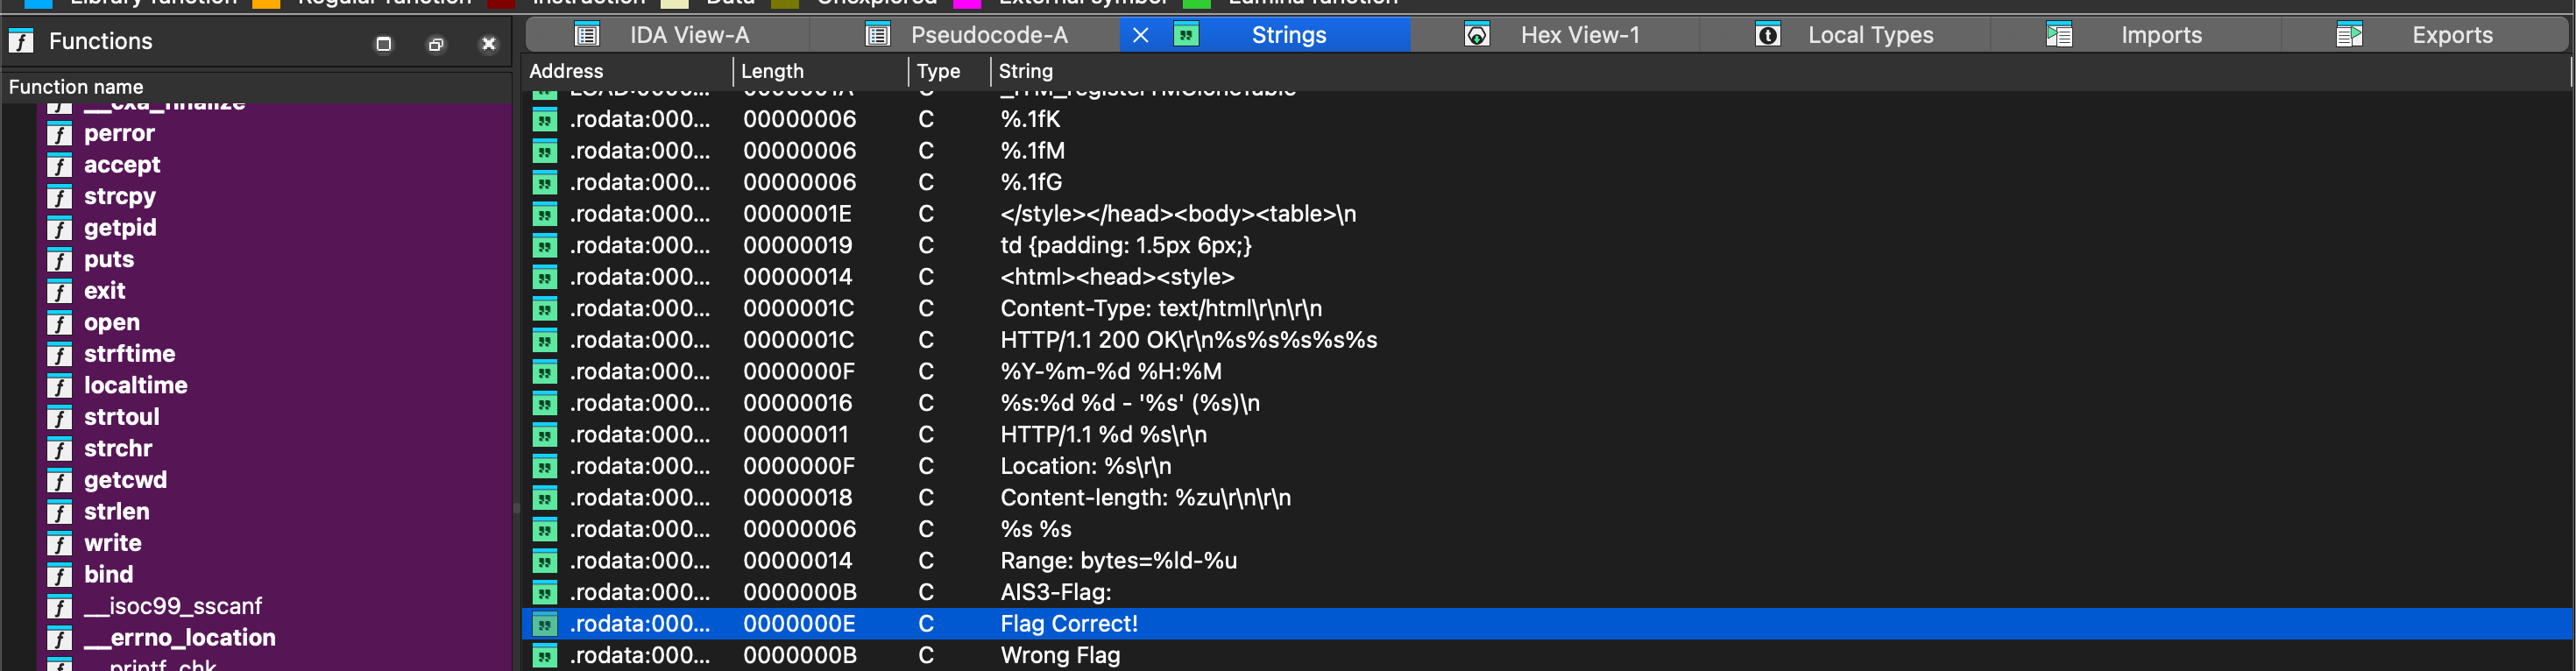 Library function Regular function Instruction Data Unexplored External symbol Lumina function
Functions
IDA View-A Pseudocode-A Strings Hex View-1 Local Types Imports Exports
Function name
__cxa_finalize
perror
accept
strcpy
getpid
puts
exit
open
strftime
localtime
strtoul
strchr
getcwd
strlen
write
bind
__isoc99_sscanf
__errno_location
__printf_chk
Address Length Type String
LOAD:0000... 0000001A C _ITM_registerTMCloneTable
.rodata:000... 00000006 C %.1fK
.rodata:000... 00000006 C %.1fM
.rodata:000... 00000006 C %.1fG
.rodata:000... 0000001E C </style></head><body><table>\n
.rodata:000... 00000019 C td {padding: 1.5px 6px;}
.rodata:000... 00000014 C <html><head><style>
.rodata:000... 0000001C C Content-Type: text/html\r\n\r\n
.rodata:000... 0000001C C HTTP/1.1 200 OK\r\n%s%s%s%s%s
.rodata:000... 0000000F C %Y-%m-%d %H:%M
.rodata:000... 00000016 C %s:%d %d - '%s' (%s)\n
.rodata:000... 00000011 C HTTP/1.1 %d %s\r\n
.rodata:000... 0000000F C Location: %s\r\n
.rodata:000... 00000018 C Content-length: %zu\r\n\r\n
.rodata:000... 00000006 C %s %s
.rodata:000... 00000014 C Range: bytes=%ld-%u
.rodata:000... 0000000B C AIS3-Flag:
.rodata:000... 0000000E C Flag Correct!
.rodata:000... 0000000B C Wrong Flag